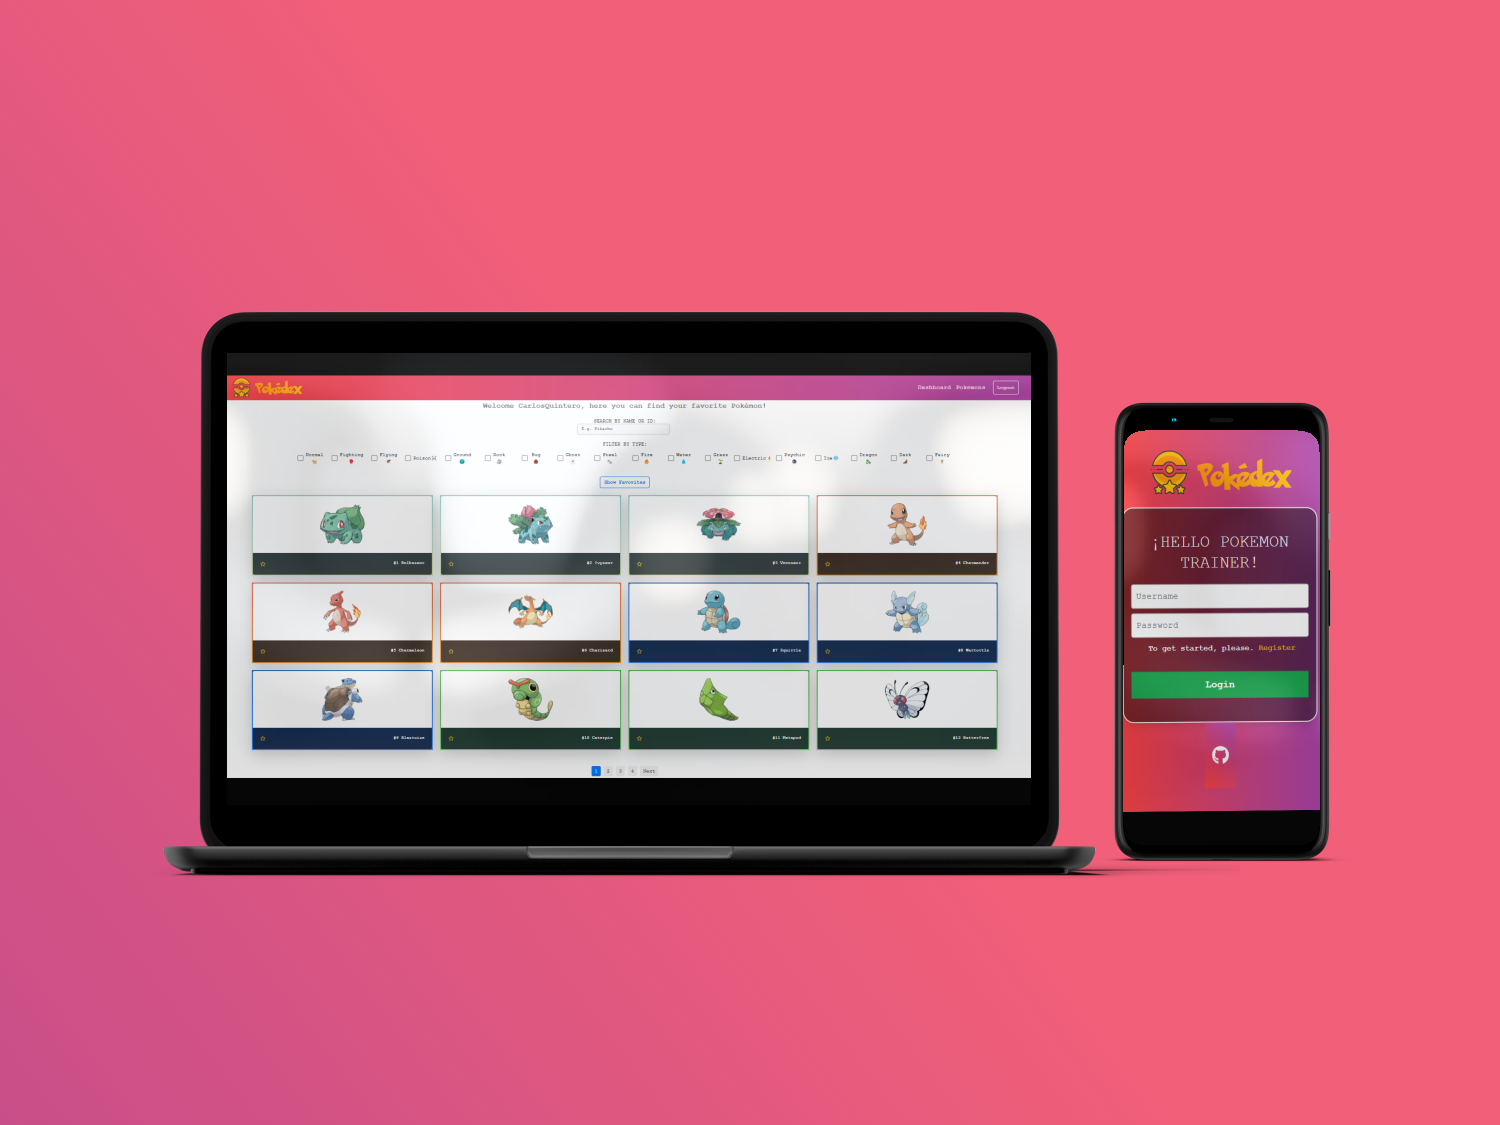 Pokédex
Dashboard Pokemons Logout
Welcome CarlosQuintero, here you can find your favorite Pokémon!
SEARCH BY NAME OR ID:
E.g. Pikachu
FILTER BY TYPE:
Normal Fighting Flying Poison Ground Rock Bug Ghost Steel Fire Water Grass Electric Psychic Ice Dragon Dark Fairy
Show Favorites
#1 Bulbasaur #2 Ivysaur #3 Venusaur #4 Charmander
#5 Charmeleon #6 Charizard #7 Squirtle #8 Wartortle
#9 Blastoise #10 Caterpie #11 Metapod #12 Butterfree
1 2 3 4 Next
Pokédex
¡HELLO POKEMON
TRAINER!
Username
Password
To get started, please. Register
Login